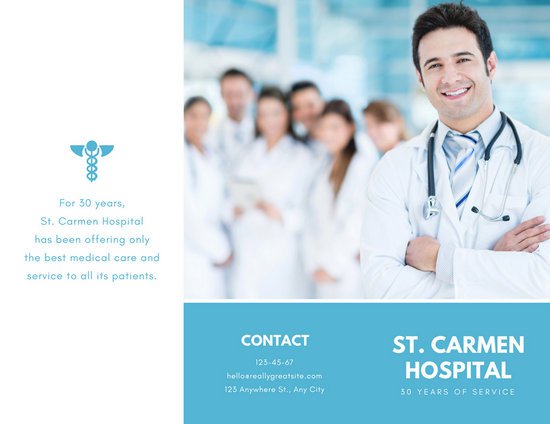 For 30 years,
St. Carmen Hospital
has been offering only
the best medical care and
service to all its patients.
CONTACT
123-45-67
hello@reallygreatsite.com
123 Anywhere St., Any City
ST. CARMEN
HOSPITAL
30 YEARS OF SERVICE